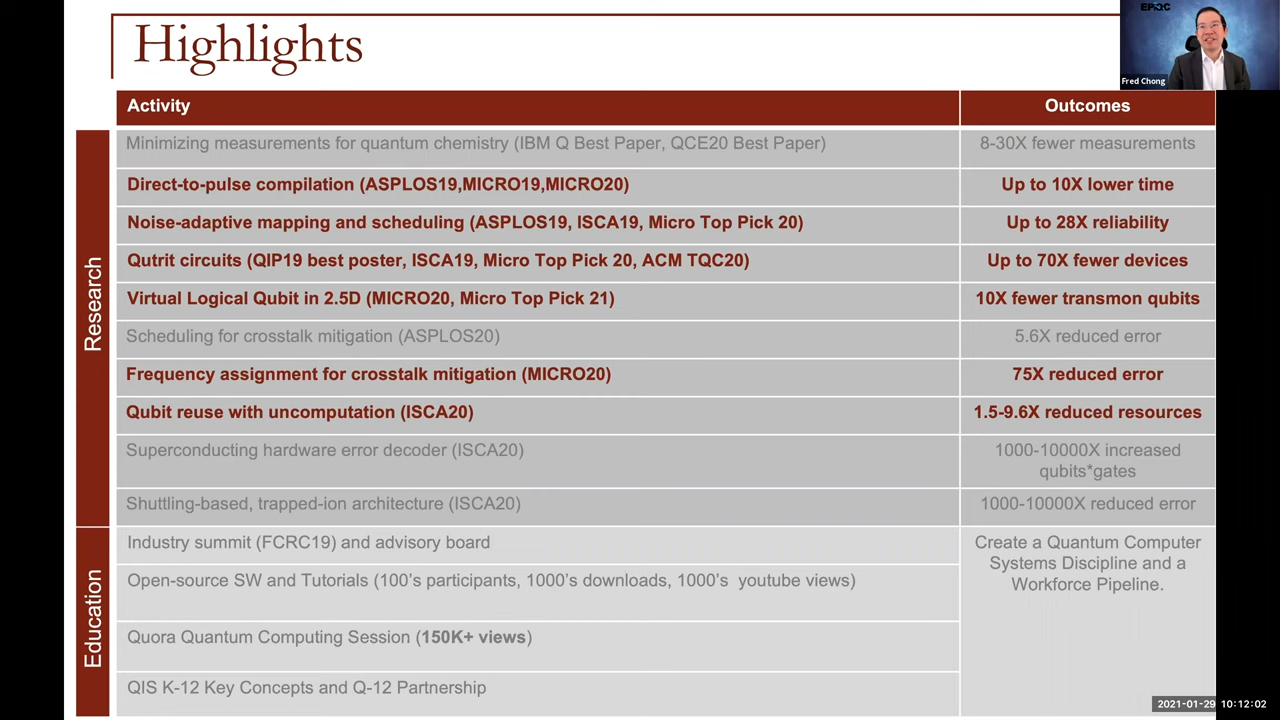 Highlights
EPiQC
Fred Chong
Activity
Outcomes
Research
Minimizing measurements for quantum chemistry (IBM Q Best Paper, QCE20 Best Paper)
8-30X fewer measurements
Direct-to-pulse compilation (ASPLOS19,MICRO19,MICRO20)
Up to 10X lower time
Noise-adaptive mapping and scheduling (ASPLOS19, ISCA19, Micro Top Pick 20)
Up to 28X reliability
Qutrit circuits (QIP19 best poster, ISCA19, Micro Top Pick 20, ACM TQC20)
Up to 70X fewer devices
Virtual Logical Qubit in 2.5D (MICRO20, Micro Top Pick 21)
10X fewer transmon qubits
Scheduling for crosstalk mitigation (ASPLOS20)
5.6X reduced error
Frequency assignment for crosstalk mitigation (MICRO20)
75X reduced error
Qubit reuse with uncomputation (ISCA20)
1.5-9.6X reduced resources
Superconducting hardware error decoder (ISCA20)
1000-10000X increased
qubits*gates
Shuttling-based, trapped-ion architecture (ISCA20)
1000-10000X reduced error
Education
Industry summit (FCRC19) and advisory board
Create a Quantum Computer
Systems Discipline and a
Workforce Pipeline.
Open-source SW and Tutorials (100's participants, 1000's downloads, 1000's youtube views)
Quora Quantum Computing Session (150K+ views)
QIS K-12 Key Concepts and Q-12 Partnership
2021-01-29 10:12:02